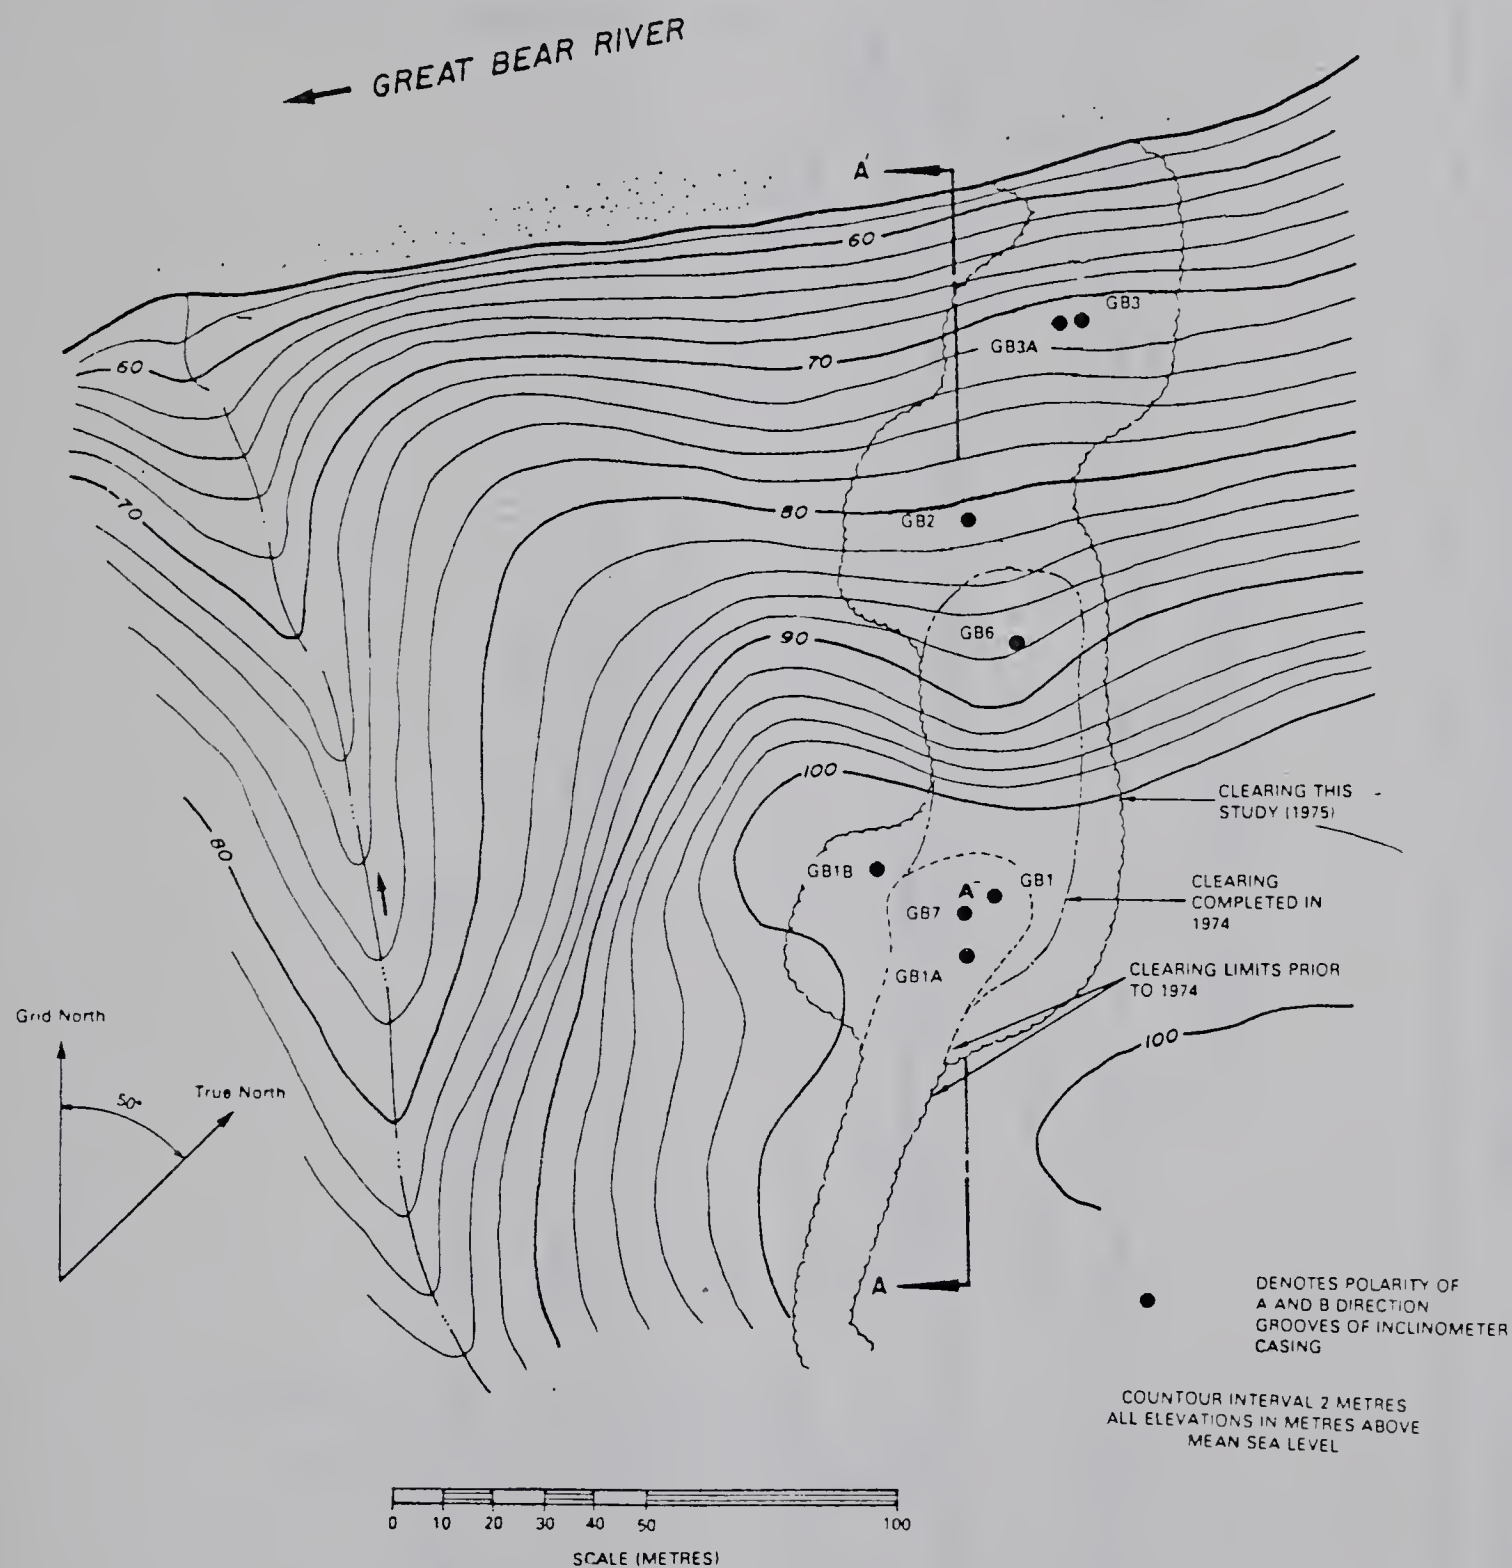 GREAT BEAR RIVER
A'
60
GB3
GB3A
70
60
80
GB2
70
GB6
90
100
CLEARING THIS
STUDY (1975)
80
GB1B
GB1
A⁻
GB7
CLEARING
COMPLETED IN
1974
GB1A
CLEARING LIMITS PRIOR
TO 1974
Grid North
100
True North
50°
A
DENOTES POLARITY OF
A AND B DIRECTION
GROOVES OF INCLINOMETER
CASING
COUNTOUR INTERVAL 2 METRES
ALL ELEVATIONS IN METRES ABOVE
MEAN SEA LEVEL
0 10 20 30 40 50 100
SCALE (METRES)